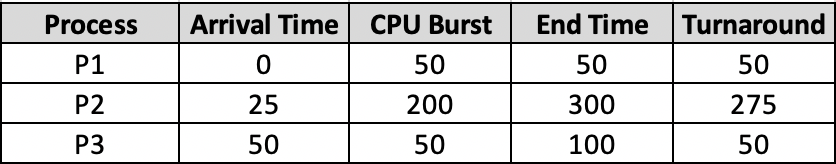 Process Arrival Time CPU Burst End Time Turnaround
P1 0 50 50 50
P2 25 200 300 275
P3 50 50 100 50